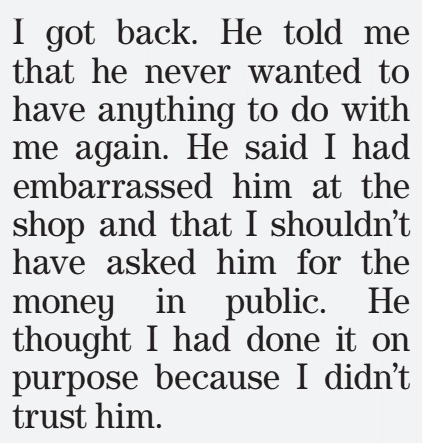 I got back. He told me
that he never wanted to
have anything to do with
me again. He said I had
embarrassed him at the
shop and that I shouldn’t
have asked him for the
money in public. He
thought I had done it on
purpose because I didn’t
trust him.